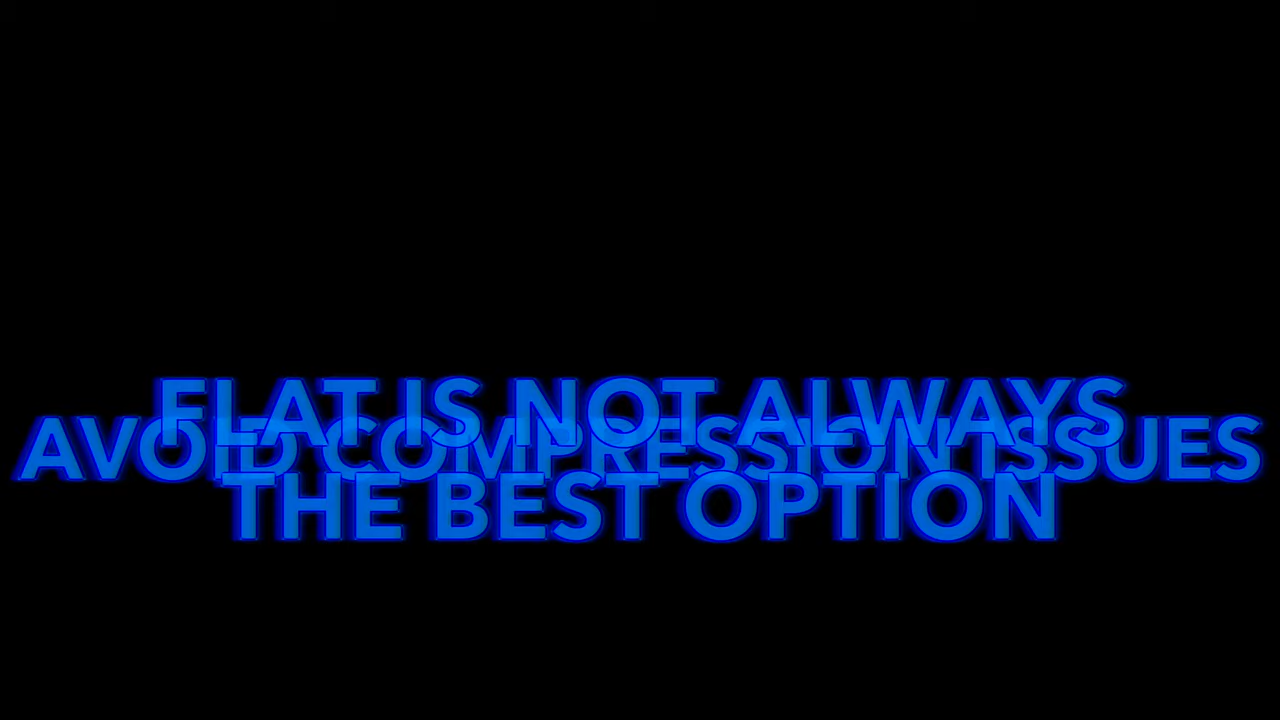 FLAT IS NOT ALWAYS
AVOID COMPRESSION ISSUES
THE BEST OPTION